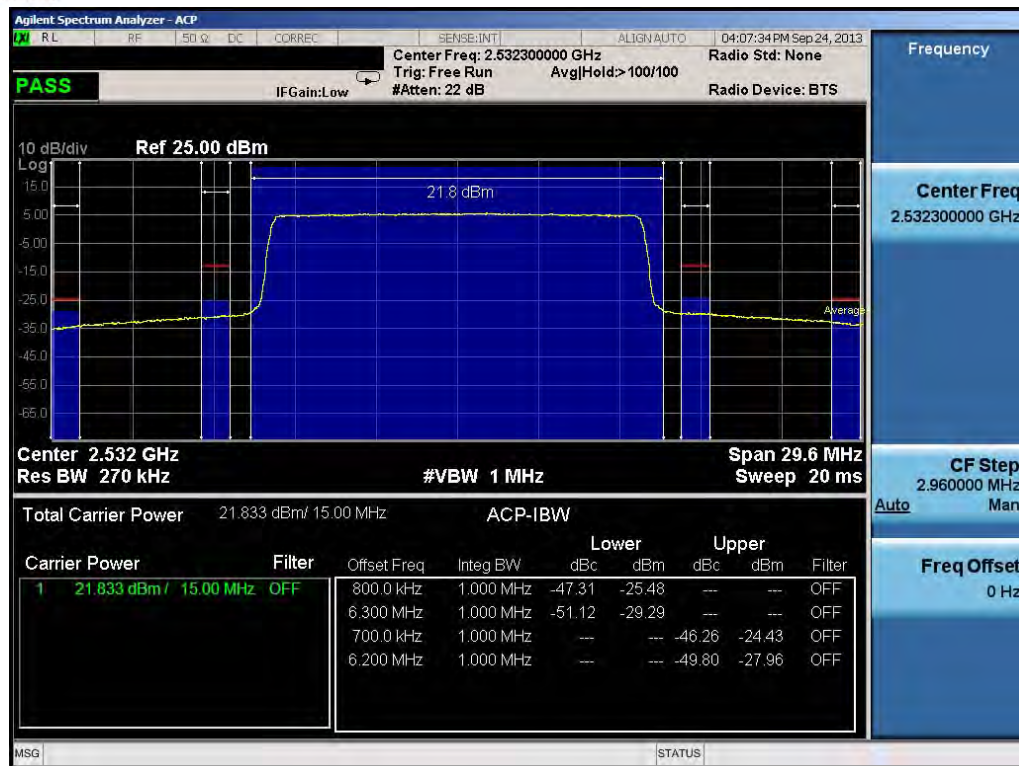 Agilent Spectrum Analyzer - ACP
LXI RL RF 50 Ω DC CORREC SENSE:INT ALIGN AUTO 04:07:34 PM Sep 24, 2013
Center Freq: 2.532300000 GHz Radio Std: None
Trig: Free Run Avg|Hold:> 100/100
PASS IFGain:Low #Atten: 22 dB Radio Device: BTS
10 dB/div Ref 25.00 dBm
Log
15.0
21.8 dBm
5.00
-5.00
-15.0
-25.0
Average
-35.0
-45.0
-55.0
-65.0
Center 2.532 GHz Span 29.6 MHz
Res BW 270 kHz #VBW 1 MHz Sweep 20 ms
Total Carrier Power 21.833 dBm/ 15.00 MHz ACP-IBW
Lower Upper
Carrier Power Filter Offset Freq Integ BW dBc dBm dBc dBm Filter
1 21.833 dBm / 15.00 MHz OFF 800.0 kHz 1.000 MHz -47.31 -25.48 --- --- OFF
6.300 MHz 1.000 MHz -51.12 -29.29 --- --- OFF
700.0 kHz 1.000 MHz --- --- -46.26 -24.43 OFF
6.200 MHz 1.000 MHz --- --- -49.80 -27.96 OFF
MSG STATUS
Frequency
Center Freq
2.532300000 GHz
CF Step
2.960000 MHz
Auto Man
Freq Offset
0 Hz